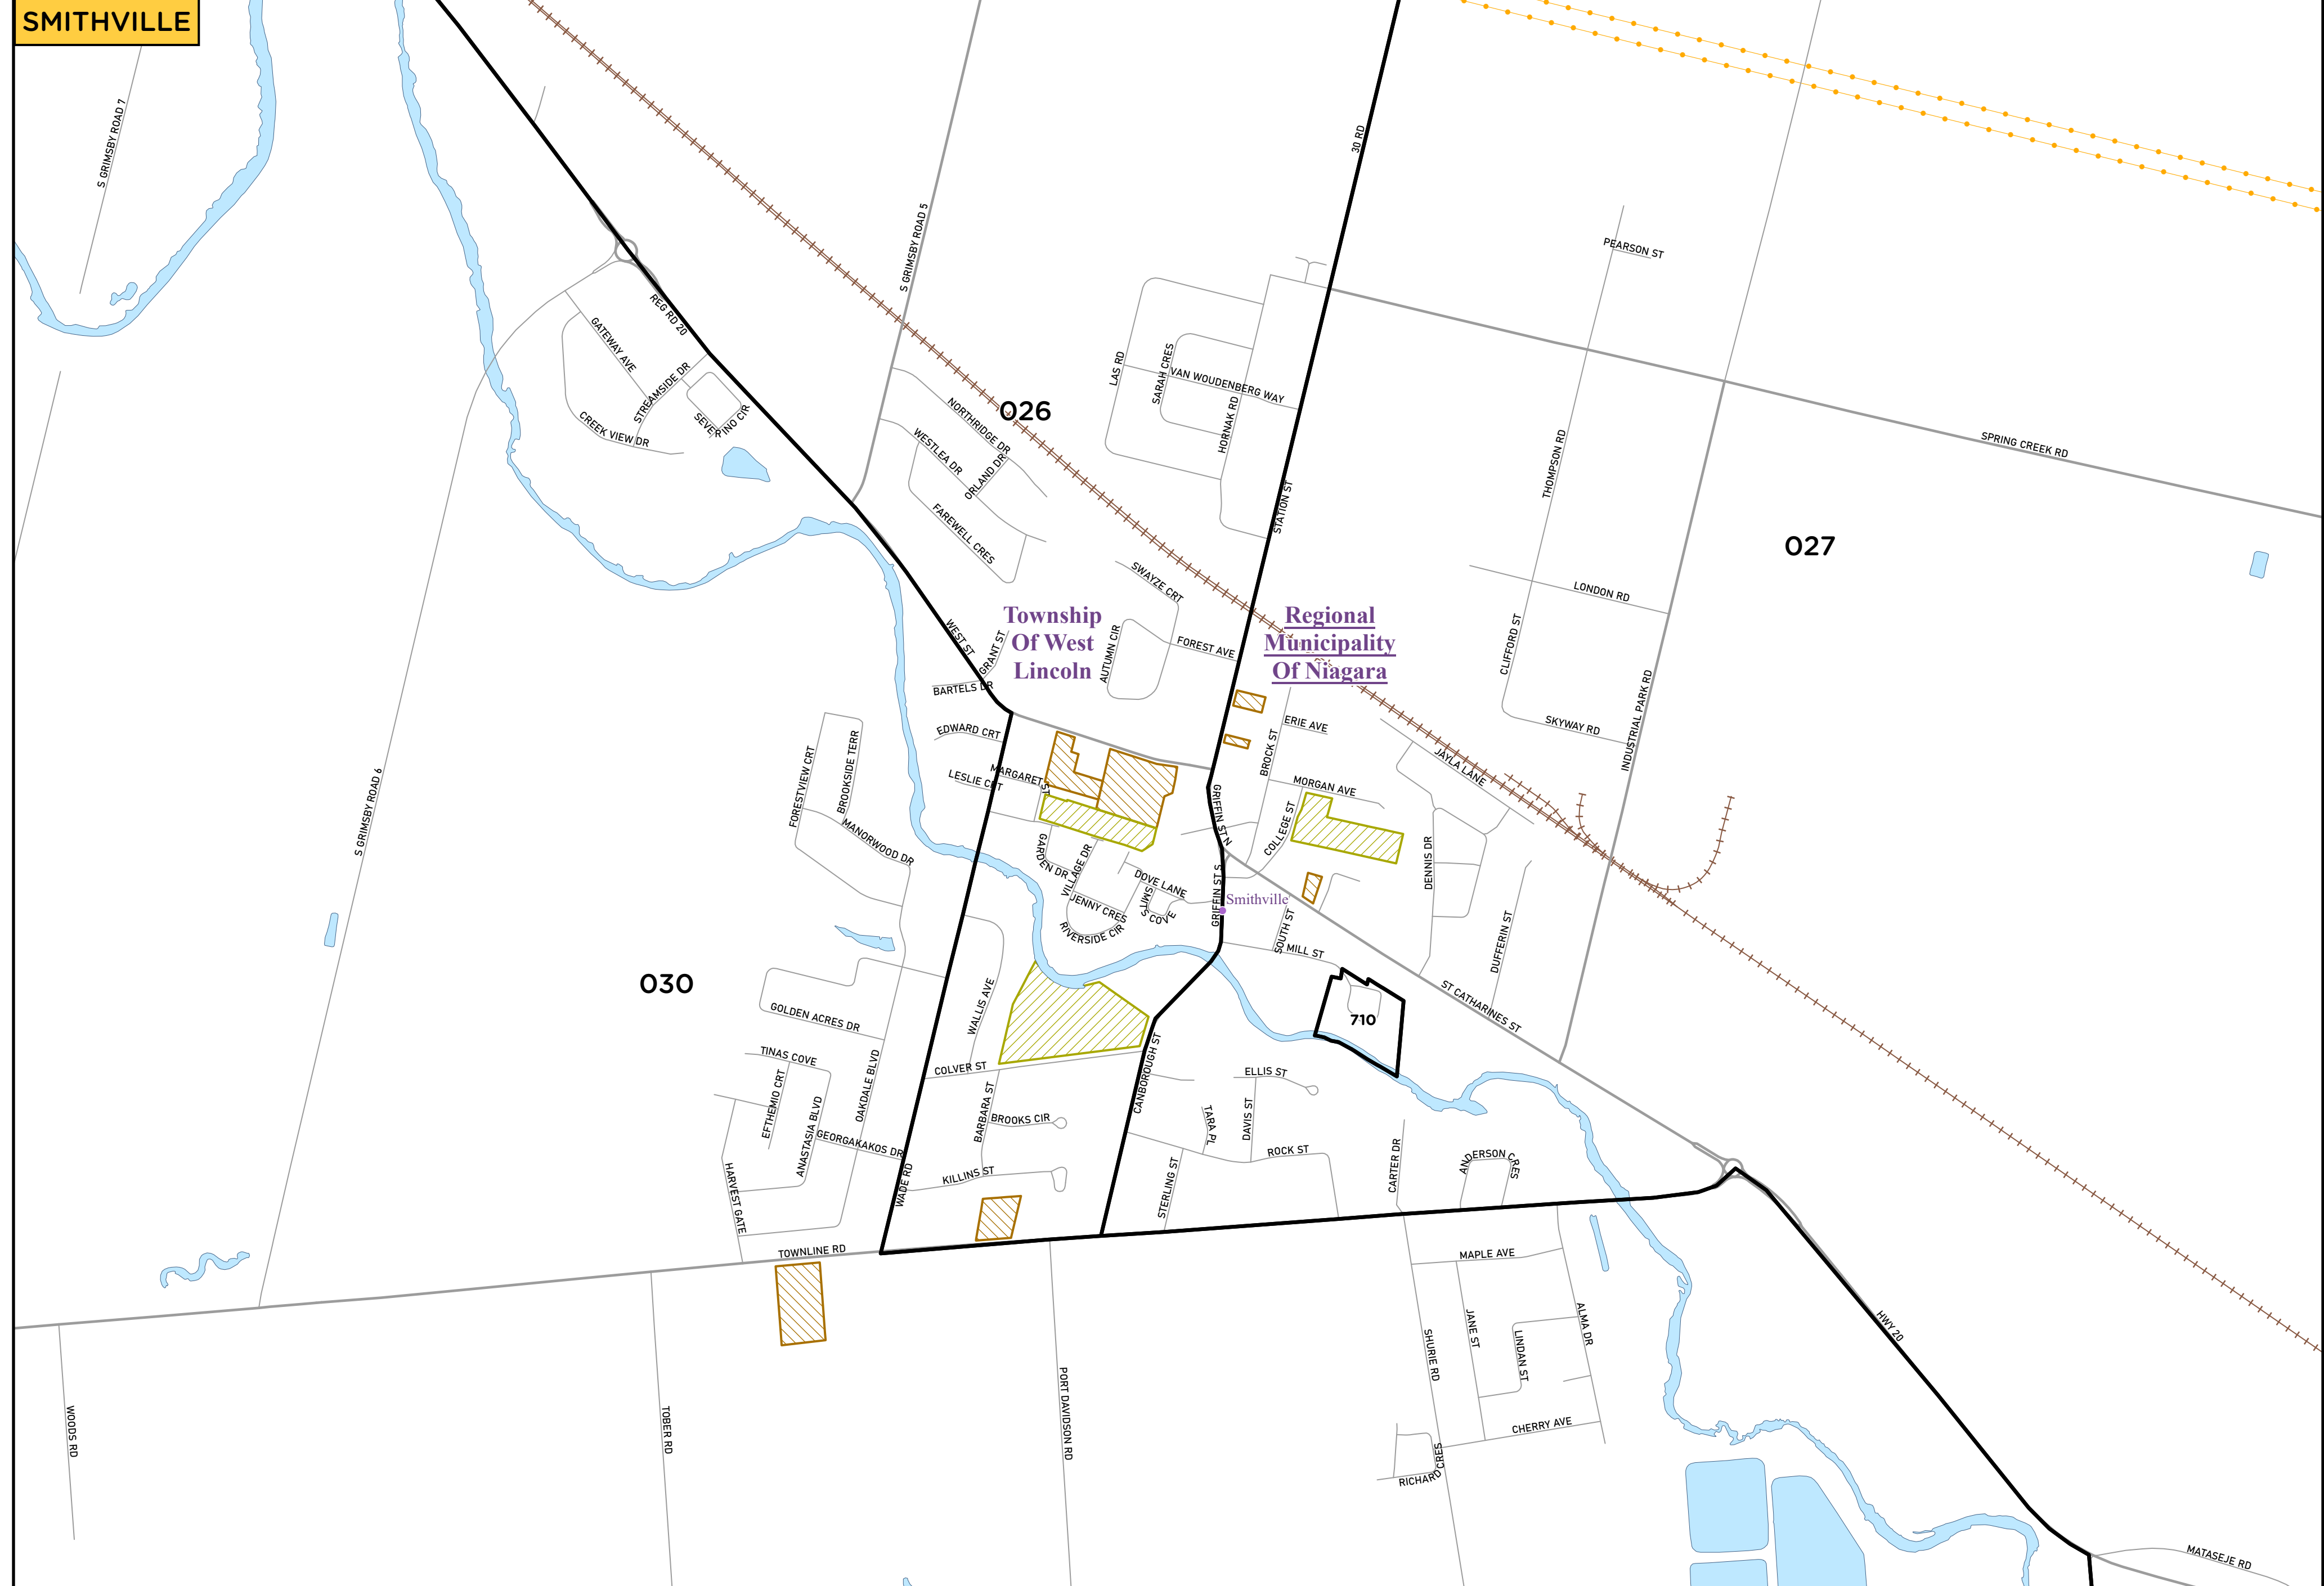 SMITHVILLE
S GRIMSBY ROAD 7
30 RD
S GRIMSBY ROAD 5
PEARSON ST
REG RD 20
GATEWAY AVE
STREAMSIDE DR
SEVERINO CIR
CREEK VIEW DR
LAS RD
SARAH CRES
VAN WOUDENBERG WAY
HORNAK RD
026
NORTHRIDGE DR
WESTLEA DR
ORLAND DR
FAREWELL CRES
STATION ST
THOMPSON RD
SPRING CREEK RD
027
SWAYZE CRT
LONDON RD
CLIFFORD ST
Township
Of West
Lincoln
Regional
Municipality
Of Niagara
WEST ST
GRANT ST
AUTUMN CIR
FOREST AVE
BARTELS DR
INDUSTRIAL PARK RD
SKYWAY RD
ERIE AVE
BROCK ST
EDWARD CRT
MARGARET ST
LESLIE CRT
JAYLA LANE
MORGAN AVE
FORESTVIEW CRT
BROOKSIDE TERR
MANORWOOD DR
GRIFFIN ST N
COLLEGE ST
GARDEN DR
VILLAGE DR
DOVE LANE
JENNY CRES
SMITS COVE
RIVERSIDE CIR
GRIFFIN ST S
Smithville
DENNIS DR
SOUTH ST
MILL ST
DUFFERIN ST
S GRIMSBY ROAD 6
030
WALLIS AVE
710
ST CATHARINES ST
GOLDEN ACRES DR
TINAS COVE
EFTHEMIO CRT
ANASTASIA BLVD
OAKDALE BLVD
GEORGAKAKOS DR
COLVER ST
BARBARA ST
BROOKS CIR
CANBOROUGH ST
ELLIS ST
TARA PL
DAVIS ST
ROCK ST
CARTER DR
ANDERSON CRES
HARVEST GATE
WADE RD
KILLINS ST
STERLING ST
TOWNLINE RD
MAPLE AVE
JANE ST
LINDAN ST
ALMA DR
SHURIE RD
CHERRY AVE
RICHARD CRES
HWY 20
WOODS RD
TOBER RD
PORT DAVIDSON RD
MATASEJE RD